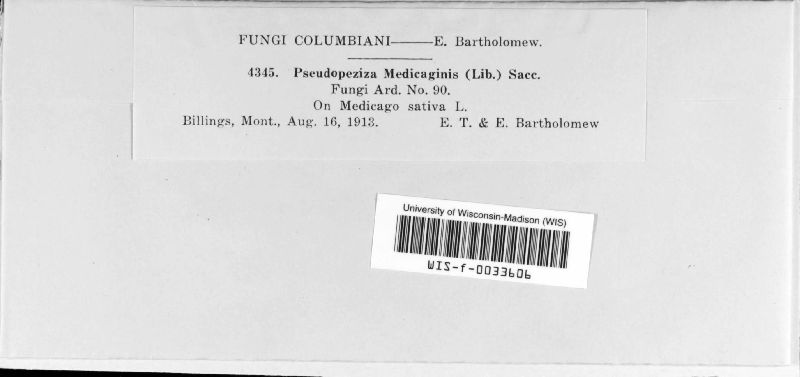 FUNGI COLUMBIANI——E. Bartholomew.
4345. Pseudopeziza Medicaginis (Lib.) Sacc.
Fungi Ard. No. 90.
On Medicago sativa L.
Billings, Mont., Aug. 16, 1913. E. T. & E. Bartholomew
University of Wisconsin-Madison (WIS)
WIS-f-0033606